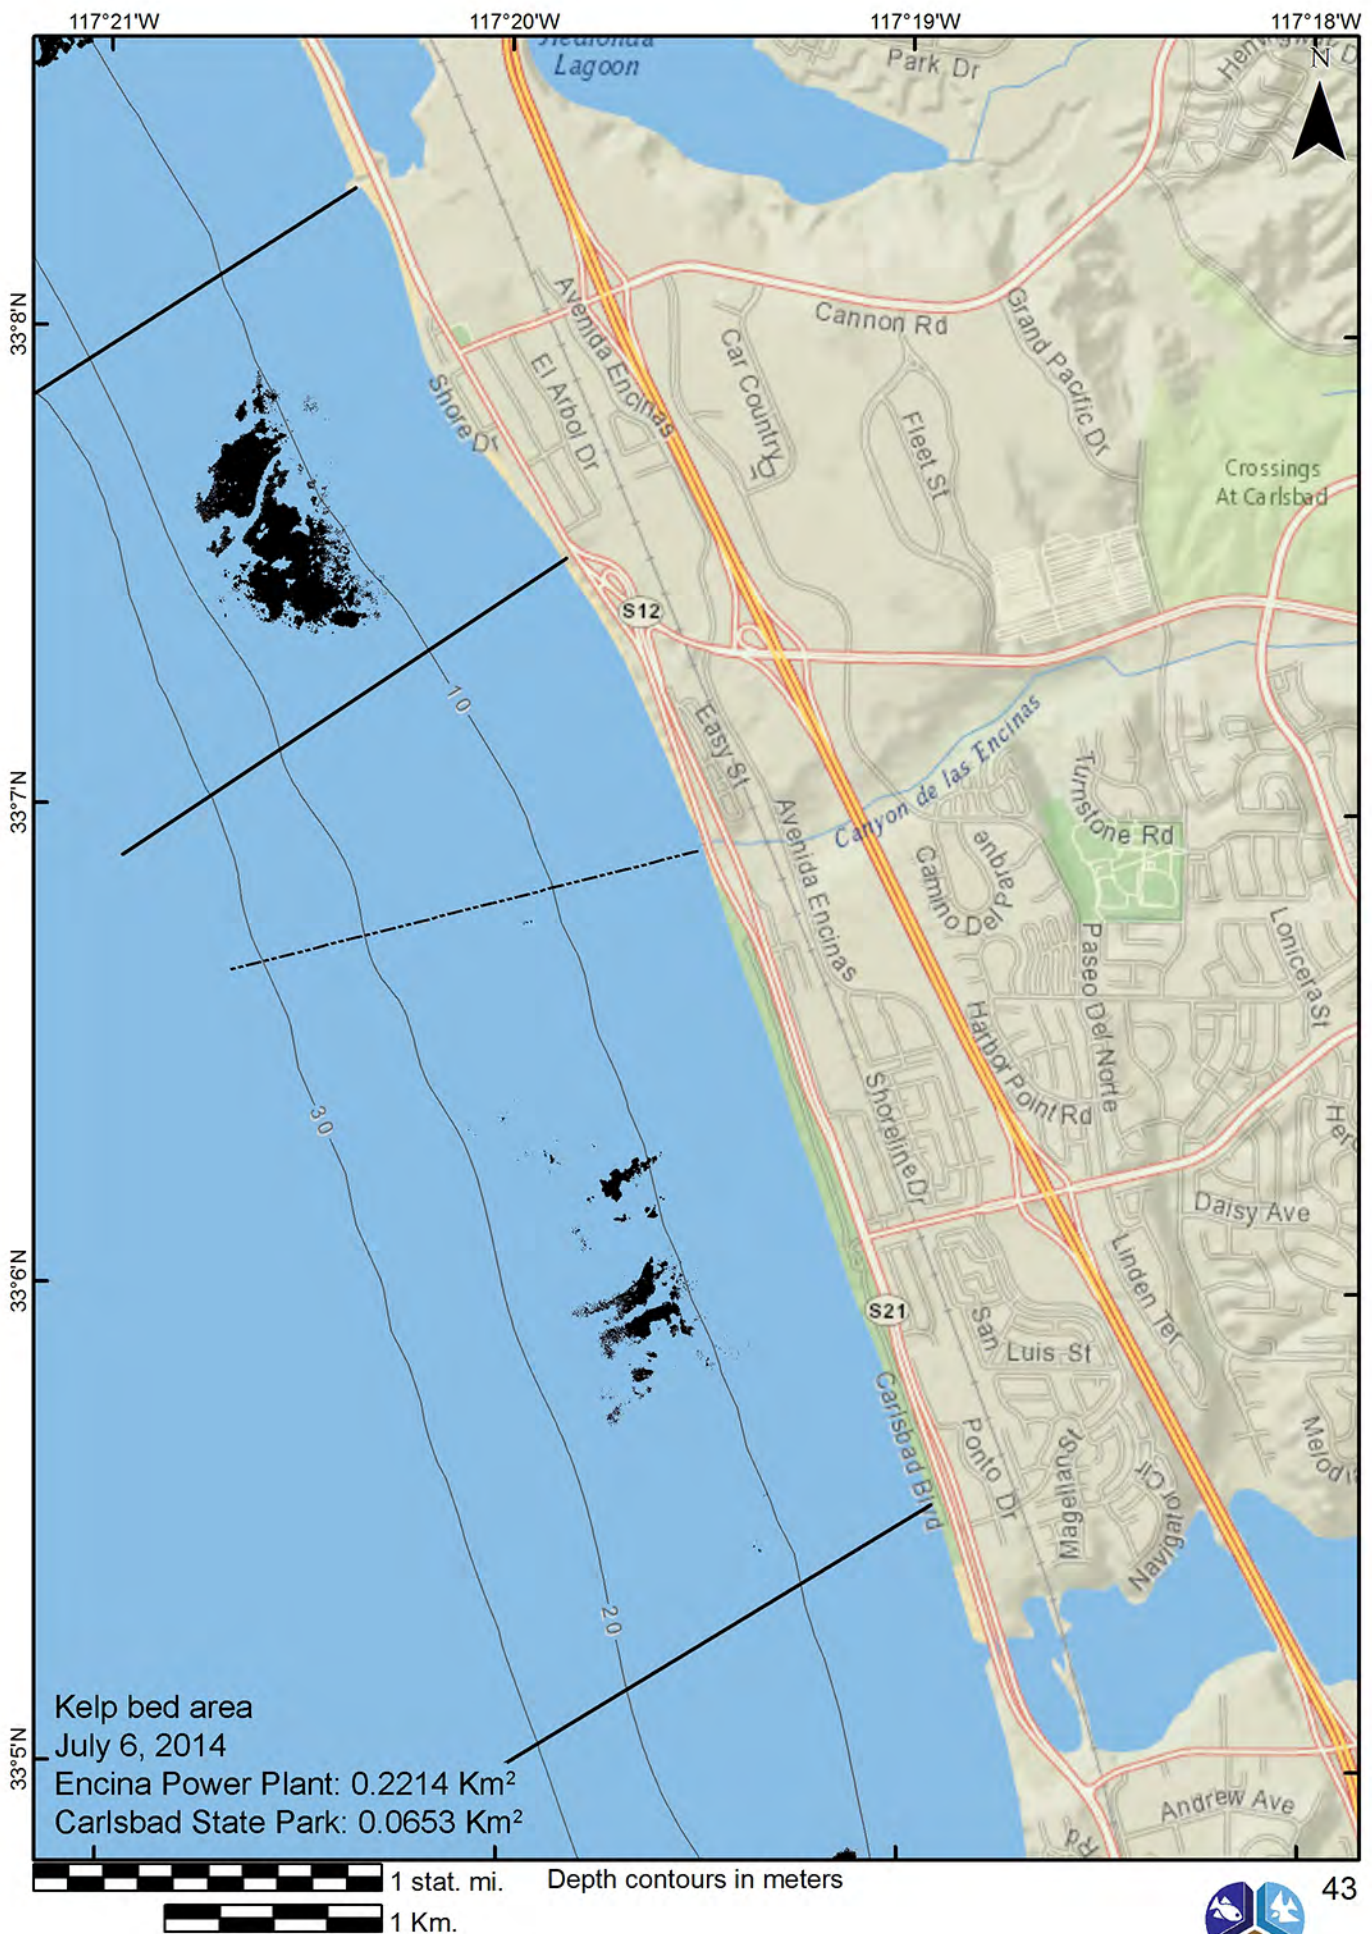 117°21'W
117°20'W
117°19'W
117°18'W
Hedionda
Lagoon
Park Dr
N
33°8'N
Avenida Encinas
Cannon Rd
Grand Pacific Dr
Car Country
El Arbol Dr
Shore Dr
Fleet St
Crossings
At Carlsbad
S12
10
Easy St
Canyon de las Encinas
Turnstone Rd
33°7'N
Avenida Encinas
Camino Del Parque
Paseo Del Norte
Lonicera St
Harbor Point Rd
30
Shoreline Dr
Daisy Ave
Linden Ter
33°6'N
S21
San
Luis St
Carlsbad Blvd
Ponto Dr
Magellan St
Navigator Cir
20
33°5'N
Kelp bed area
July 6, 2014
Encina Power Plant: 0.2214 Km²
Carlsbad State Park: 0.0653 Km²
Andrew Ave
Rd
1 stat. mi.
Depth contours in meters
43
1 Km.